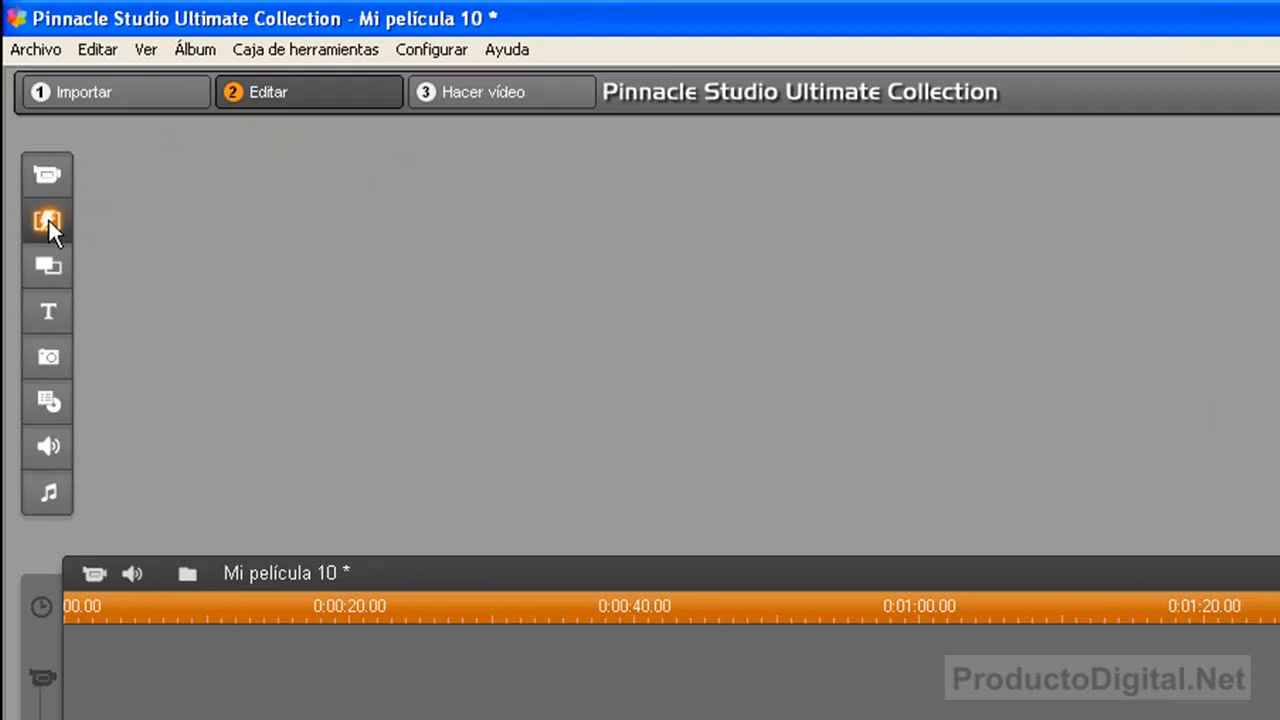 Pinnacle Studio Ultimate Collection - Mi película 10 *
Archivo Editar Ver Álbum Caja de herramientas Configurar Ayuda
1 Importar 2 Editar 3 Hacer vídeo Pinnacle Studio Ultimate Collection
T
Mi película 10 *
00.00 0:00:20.00 0:00:40.00 0:01:00.00 0:01:20.00
ProductoDigital.Net